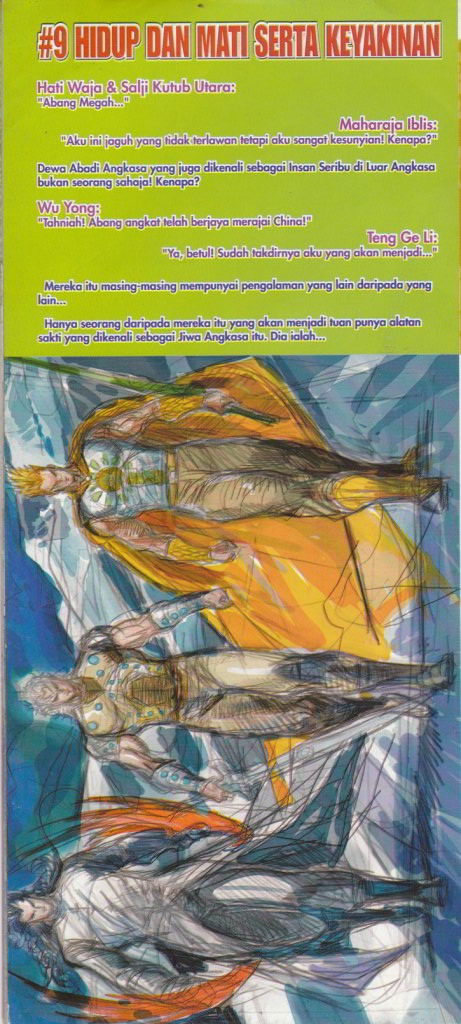 #9 HIDUP DAN MATI SERTA KEYAKINAN
Hati Waja & Salji Kutub Utara:
"Abang Megah..."
Maharaja Iblis:
"Aku ini jaguh yang tidak terlawan tetapi aku sangat kesunyian! Kenapa?"
Dewa Abadi Angkasa yang juga dikenali sebagai Insan Seribu di Luar Angkasa
bukan seorang sahaja! Kenapa?
Wu Yong:
"Tahniah! Abang angkat telah berjaya merajai China!"
Teng Ge Li:
"Ya, betul! Sudah takdirnya aku yang akan menjadi..."
Mereka itu masing-masing mempunyai pengalaman yang lain daripada yang
lain...
Hanya seorang daripada mereka itu yang akan menjadi tuan punya alatan
sakti yang dikenali sebagai Jiwa Angkasa itu. Dia ialah...